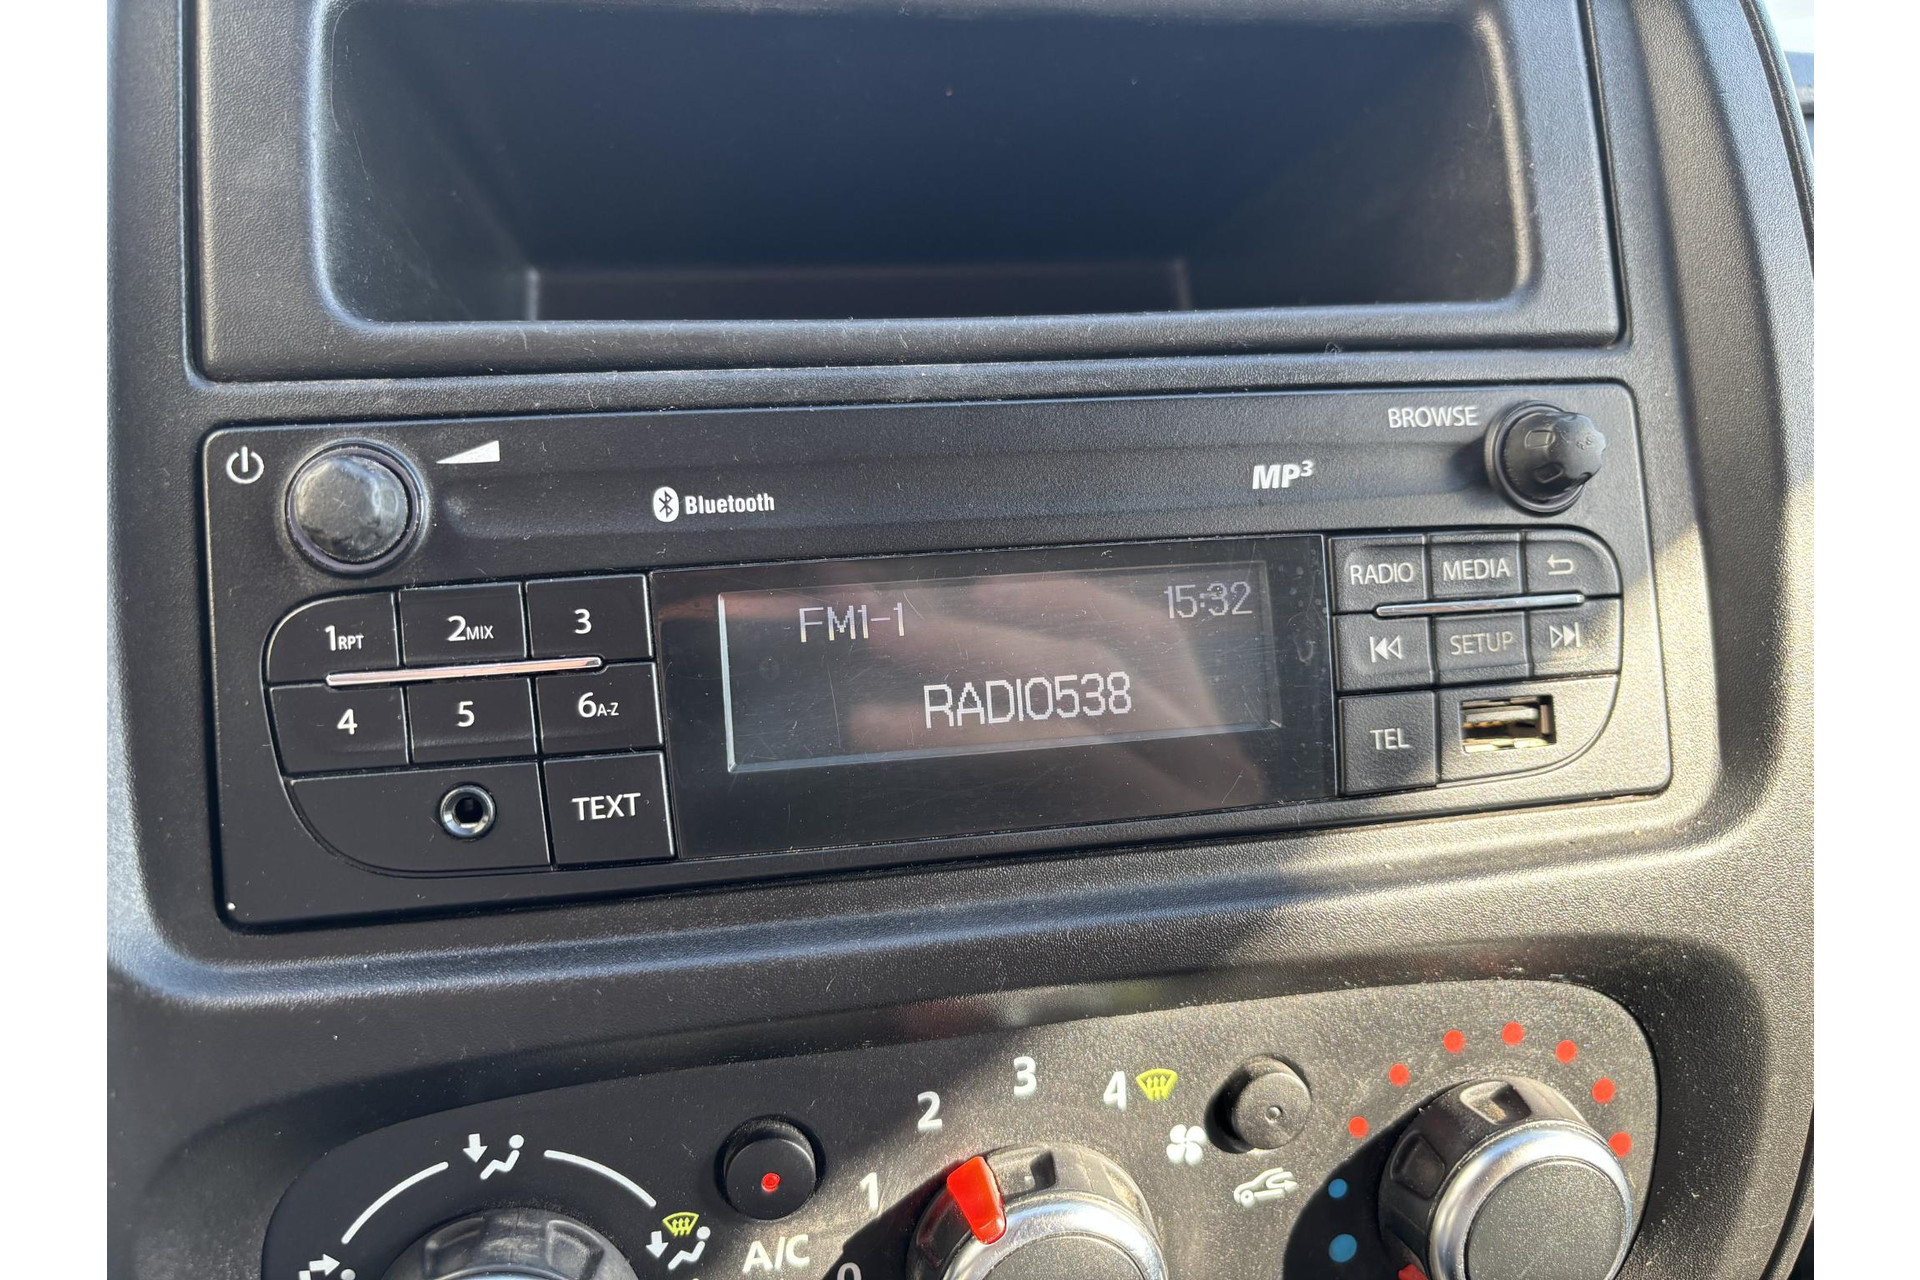 BROWSE
MP3
Bluetooth
1RPT 2MIX 3
4 5 6A-Z
TEXT
FM1-1 15:32
RADIO538
RADIO MEDIA
SETUP
TEL
0 1 2 3 4
A/C